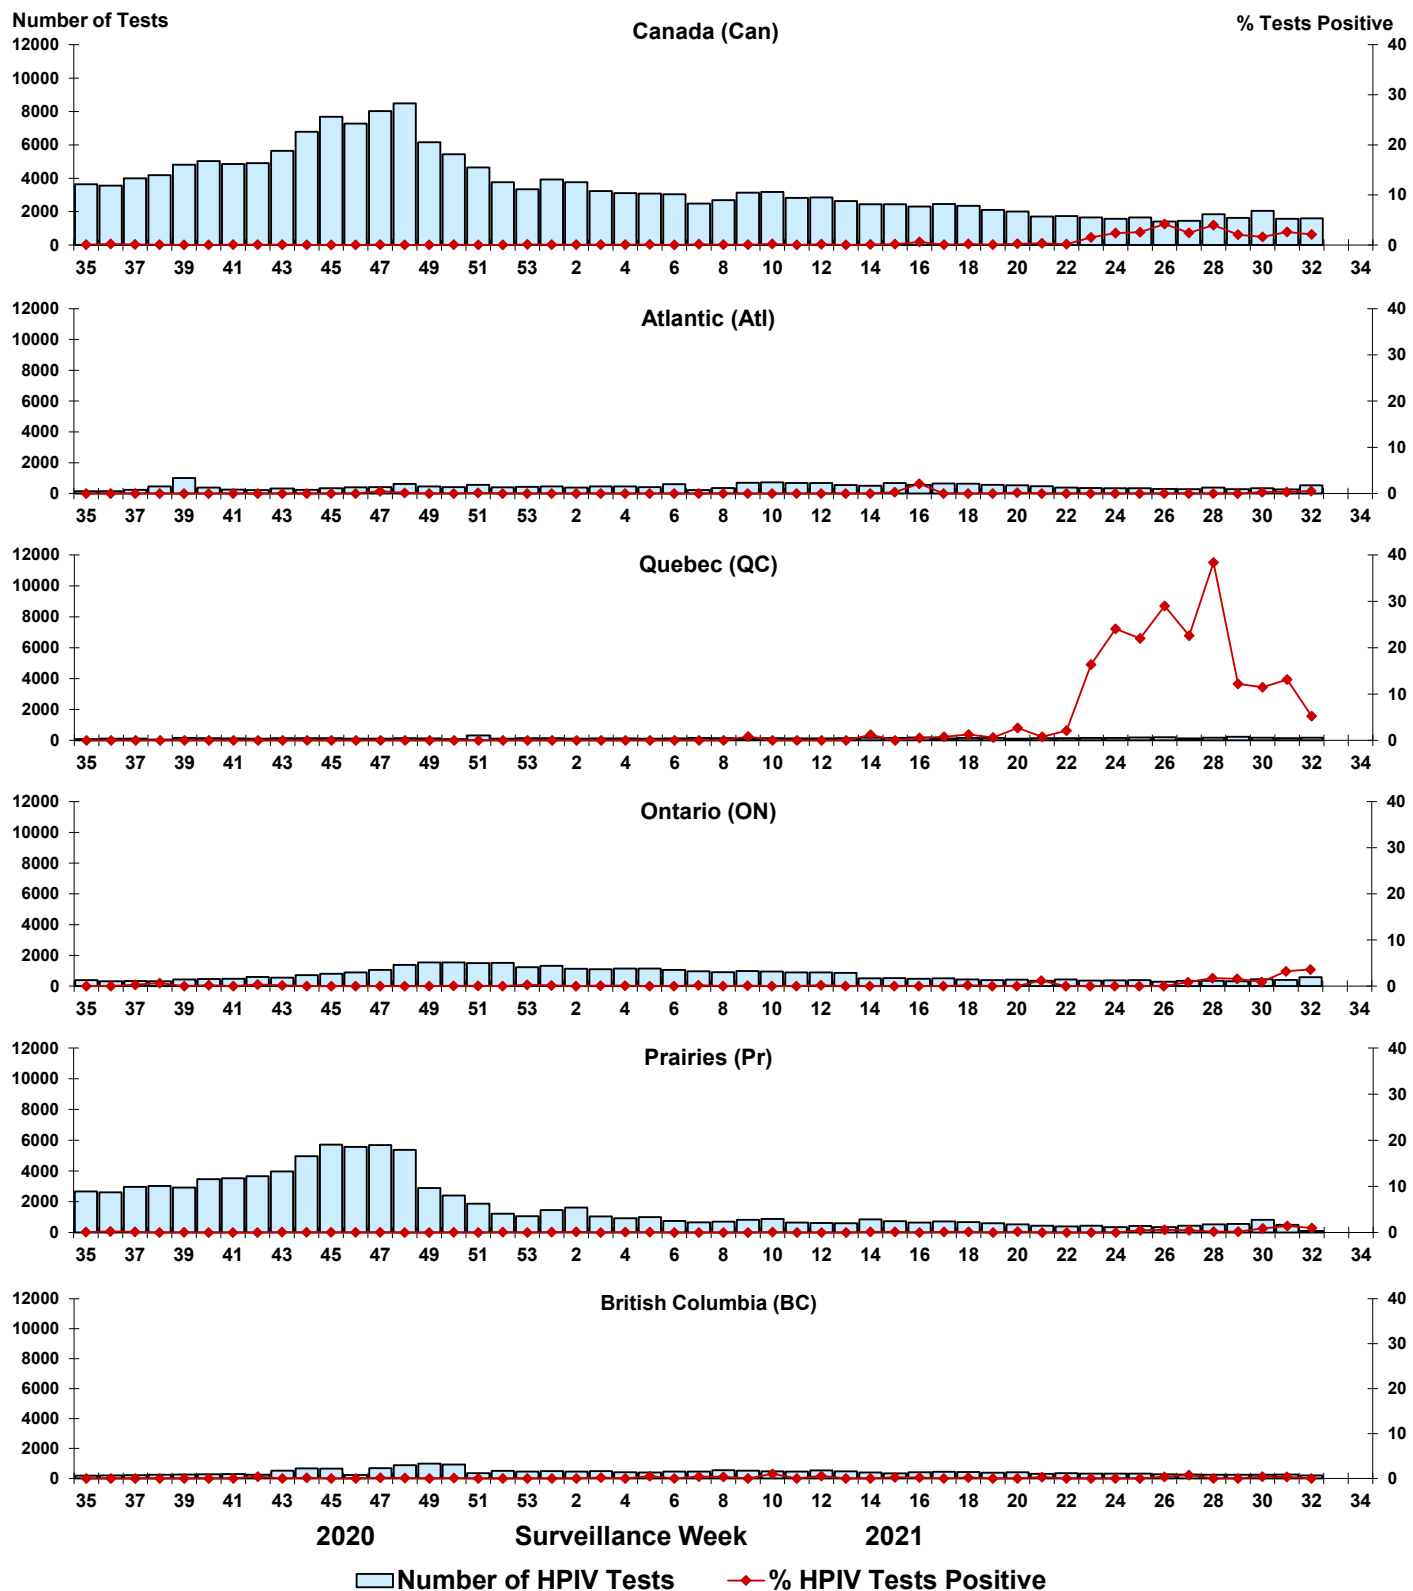 Number of Tests
% Tests Positive
Canada (Can)
12000 40
10000
8000 30
6000 20
4000 10
2000
0 0
35 37 39 41 43 45 47 49 51 53 2 4 6 8 10 12 14 16 18 20 22 24 26 28 30 32 34
Atlantic (Atl)
12000 40
10000 30
8000
6000 20
4000 10
2000
0 0
35 37 39 41 43 45 47 49 51 53 2 4 6 8 10 12 14 16 18 20 22 24 26 28 30 32 34
Quebec (QC)
12000 40
10000 30
8000
6000 20
4000 10
2000
0 0
35 37 39 41 43 45 47 49 51 53 2 4 6 8 10 12 14 16 18 20 22 24 26 28 30 32 34
Ontario (ON)
12000 40
10000 30
8000
6000 20
4000 10
2000
0 0
35 37 39 41 43 45 47 49 51 53 2 4 6 8 10 12 14 16 18 20 22 24 26 28 30 32 34
Prairies (Pr)
12000 40
10000 30
8000
6000 20
4000 10
2000
0 0
35 37 39 41 43 45 47 49 51 53 2 4 6 8 10 12 14 16 18 20 22 24 26 28 30 32 34
British Columbia (BC)
12000 40
10000 30
8000
6000 20
4000 10
2000
0 0
35 37 39 41 43 45 47 49 51 53 2 4 6 8 10 12 14 16 18 20 22 24 26 28 30 32 34
2020 Surveillance Week 2021
Number of HPIV Tests % HPIV Tests Positive